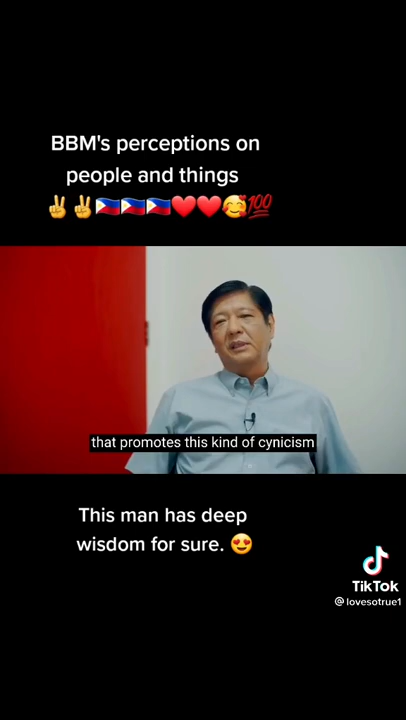 BBM's perceptions on
people and things
✌✌🇵🇭🇵🇭🇵🇭❤❤🥰💯
that promotes this kind of cynicism
This man has deep
wisdom for sure. 😍
TikTok
@lovesotrue1